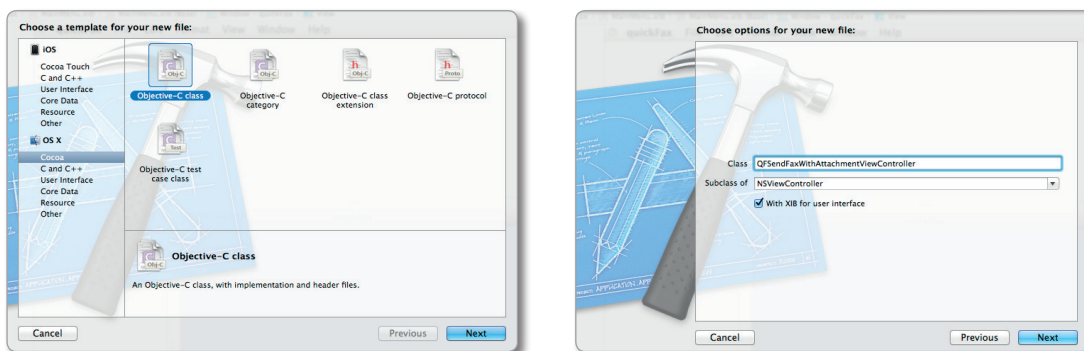 Choose a template for your new file:
iOS
Cocoa Touch
C and C++
User Interface
Core Data
Resource
Other
OS X
Cocoa
C and C++
User Interface
Core Data
Resource
Other
Objective-C class
Objective-C
category
Objective-C class
extension
Objective-C protocol
Objective-C test
case class
Objective-C class
An Objective-C class, with implementation and header files.
Cancel
Previous
Next
Choose options for your new file:
Class QFSendFaxWithAttachmentViewController
Subclass of NSViewController
With XIB for user interface
Cancel
Previous
Next